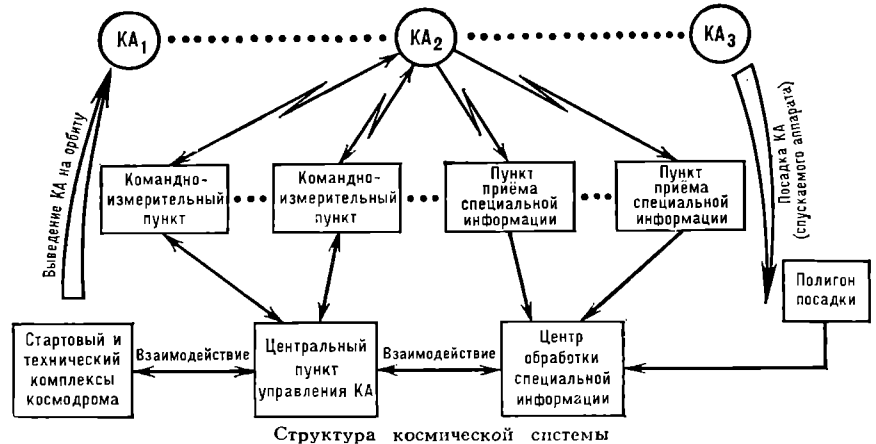 КА1
КА2
КА3
Выведение КА на орбиту
Посадка КА
(спускаемого аппарата)
Командно-
измерительный
пункт
Командно-
измерительный
пункт
Пункт
приёма
специальной
информации
Пункт
приёма
специальной
информации
Полигон
посадки
Стартовый и
технический
комплексы
космодрома
Взаимодействие
Центральный
пункт
управления КА
Взаимодействие
Центр
обработки
специальной
информации
Структура космической системы